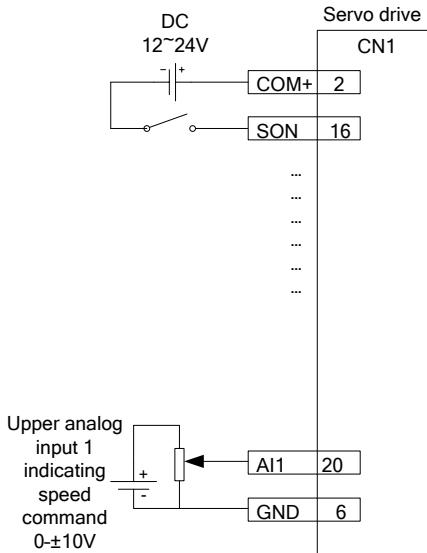 DC
12~24V
Servo drive
CN1
- +
COM+ 2
SON 16
...
...
...
...
...
...
Upper analog
input 1
indicating
speed
command
0-±10V
+
-
AI1 20
GND 6